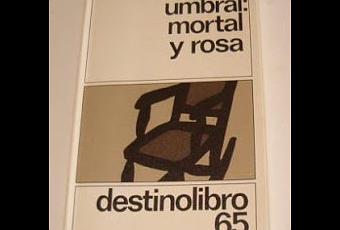 umbral:
mortal
y rosa
destinolibro
65